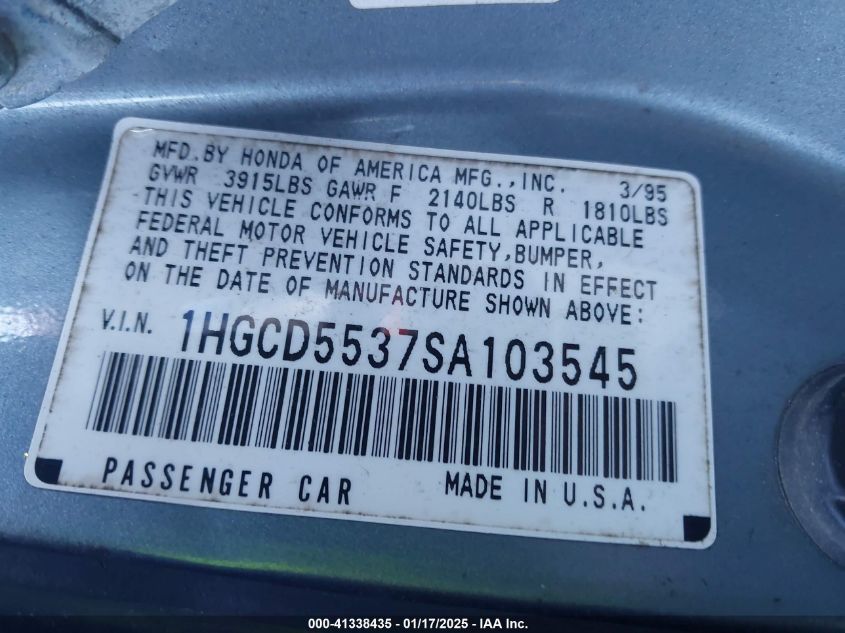 MFD.BY HONDA OF AMERICA MFG.,INC. 3/95
GVWR 3915LBS GAWR F 2140LBS R 1810LBS
THIS VEHICLE CONFORMS TO ALL APPLICABLE
FEDERAL MOTOR VEHICLE SAFETY,BUMPER,
AND THEFT PREVENTION STANDARDS IN EFFECT
ON THE DATE OF MANUFACTURE SHOWN ABOVE:
V.I.N. 1HGCD5537SA103545
PASSENGER CAR MADE IN U.S.A.
000-41338435 - 01/17/2025 - IAA Inc.